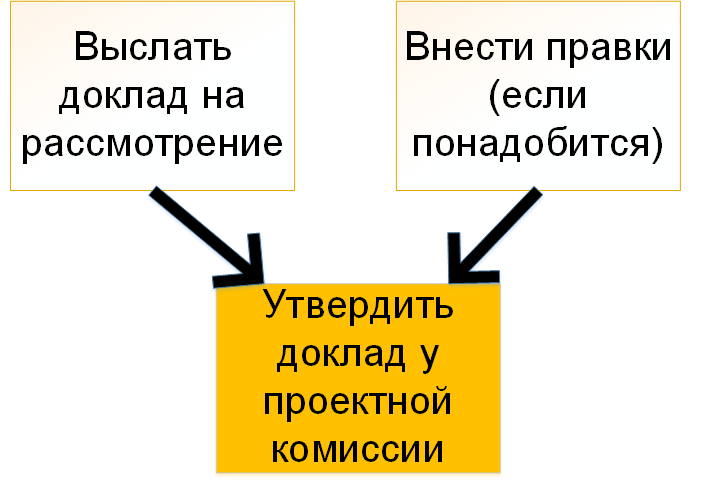 Выслать
доклад на
рассмотрение
Внести правки
(если
понадобится)
Утвердить
доклад у
проектной
комиссии